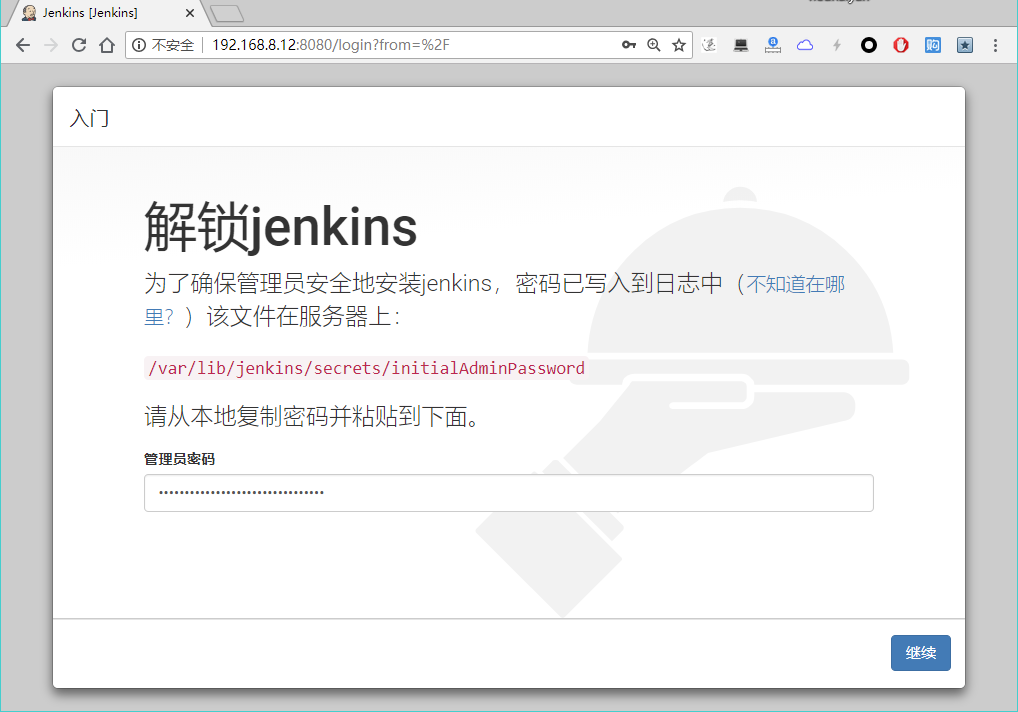 Jenkins [Jenkins]
不安全 192.168.8.12:8080/login?from=%2F
入门
解锁jenkins
为了确保管理员安全地安装jenkins，密码已写入到日志中（不知道在哪
里？）该文件在服务器上：
/var/lib/jenkins/secrets/initialAdminPassword
请从本地复制密码并粘贴到下面。
管理员密码
继续